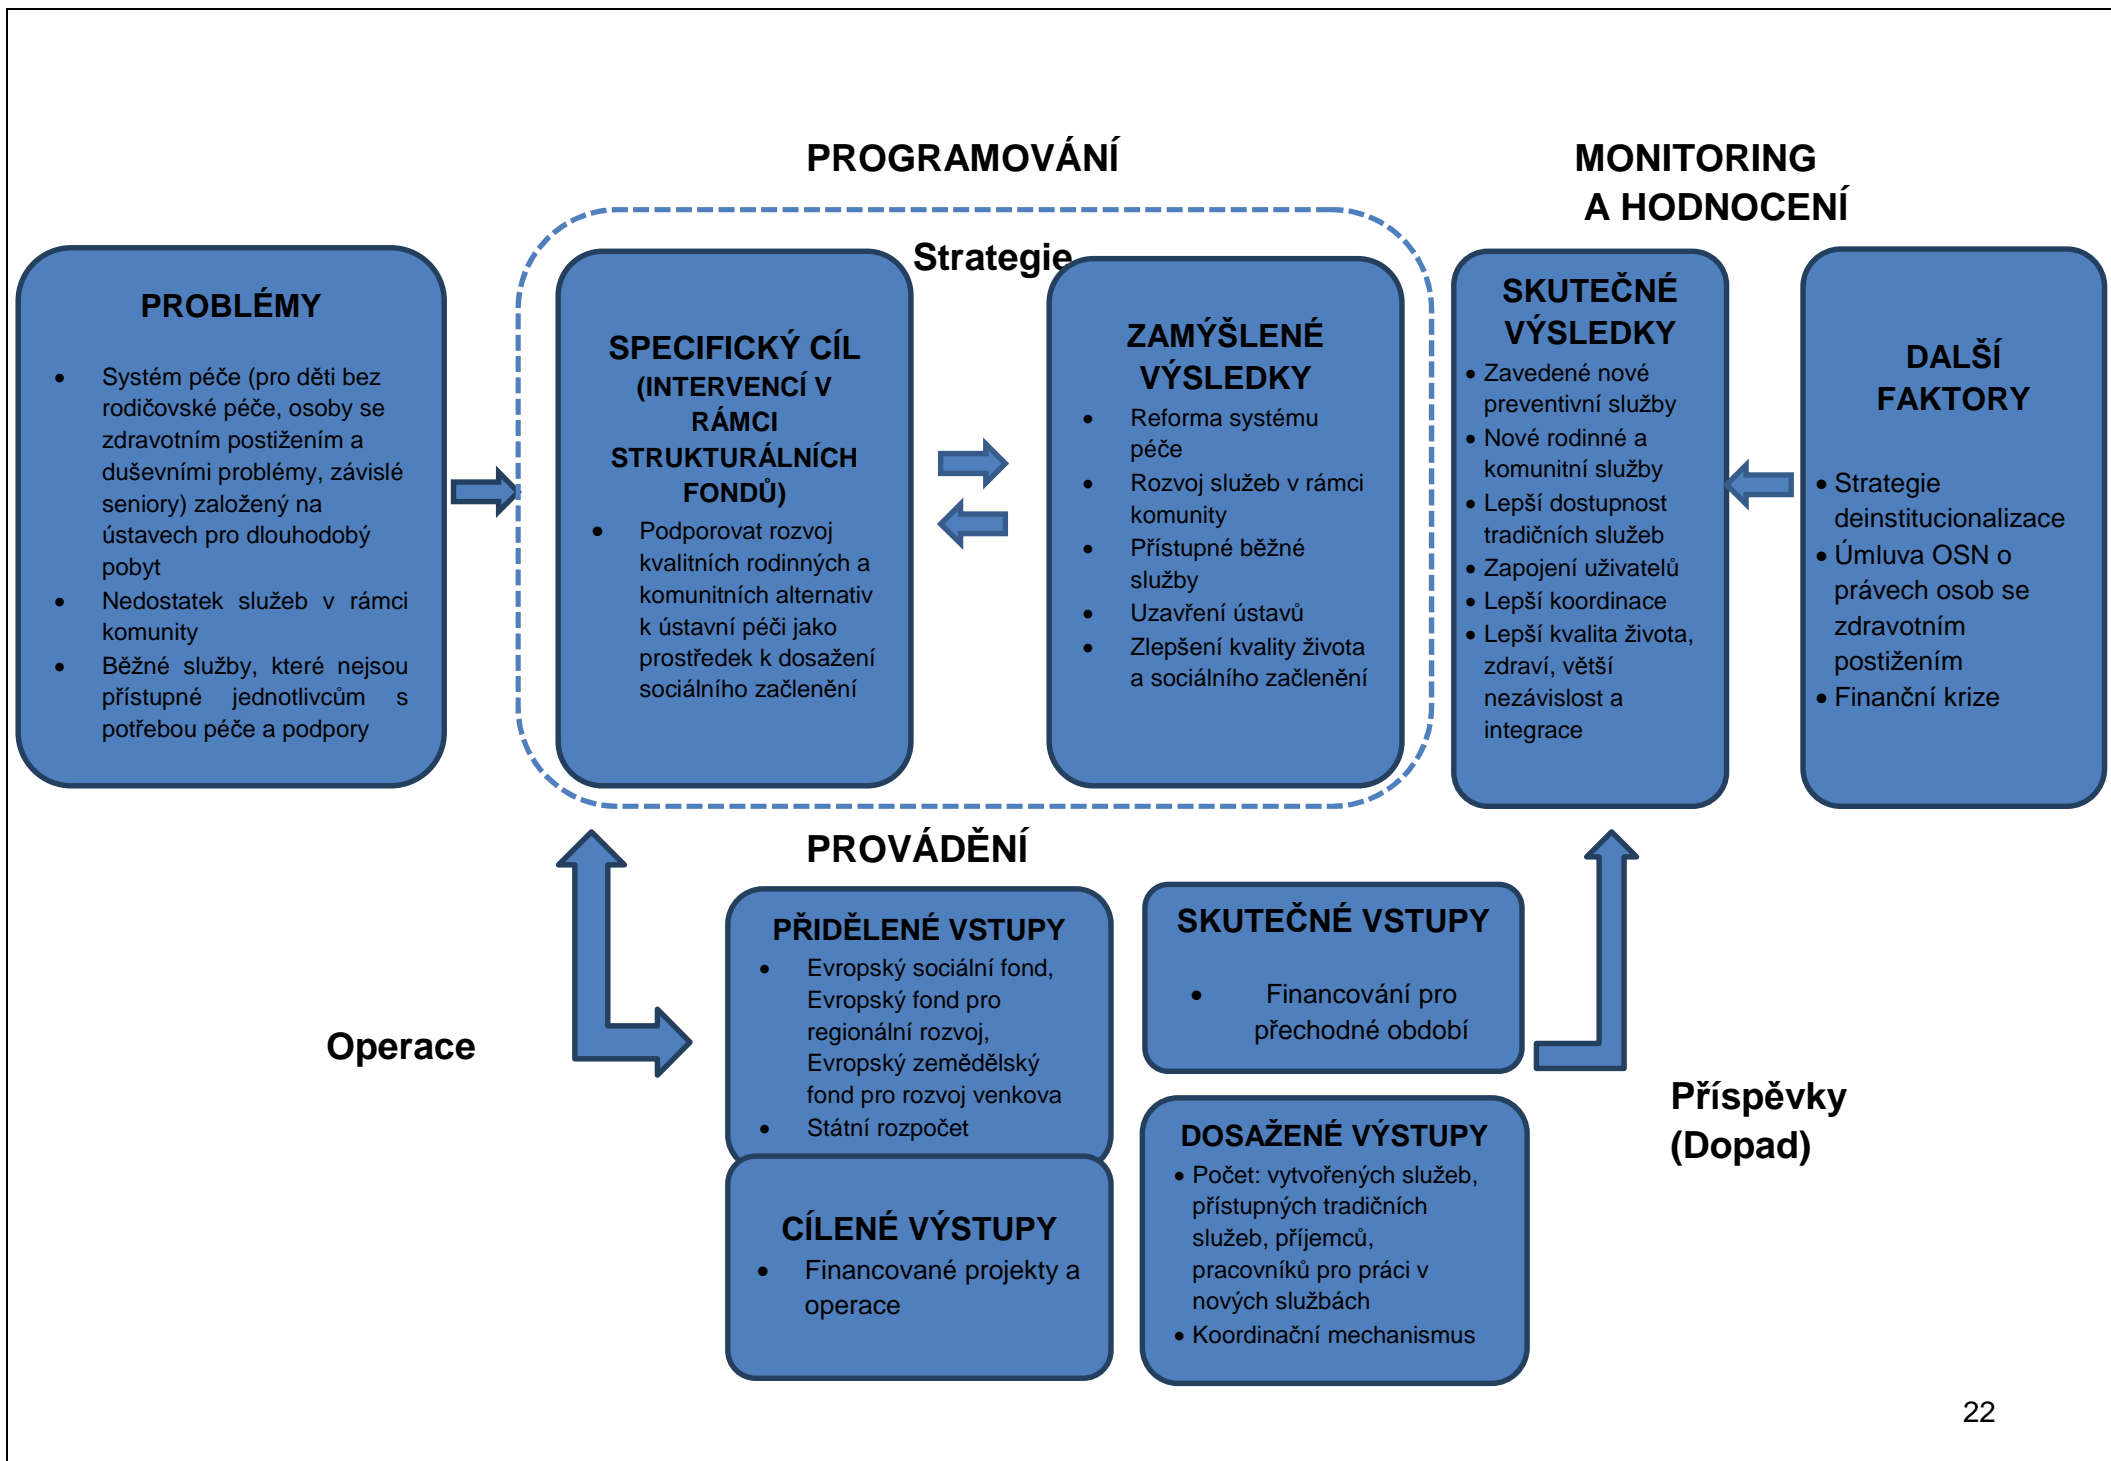 PROGRAMOVÁNÍ
MONITORING
A HODNOCENÍ
Strategie
PROBLÉMY
• Systém péče (pro děti bez
rodičovské péče, osoby se
zdravotním postižením a
duševními problémy, závislé
seniory) založený na
ústavech pro dlouhodobý
pobyt
• Nedostatek služeb v rámci
komunity
• Běžné služby, které nejsou
přístupné jednotlivcům s
potřebou péče a podpory
SPECIFICKÝ CÍL
(INTERVENCÍ V
RÁMCI
STRUKTURÁLNÍCH
FONDŮ)
• Podporovat rozvoj
kvalitních rodinných a
komunitních alternativ
k ústavní péči jako
prostředek k dosažení
sociálního začlenění
ZAMÝŠLENÉ
VÝSLEDKY
• Reforma systému
péče
• Rozvoj služeb v rámci
komunity
• Přístupné běžné
služby
• Uzavření ústavů
• Zlepšení kvality života
a sociálního začlenění
SKUTEČNÉ
VÝSLEDKY
• Zavedené nové
preventivní služby
• Nové rodinné a
komunitní služby
• Lepší dostupnost
tradičních služeb
• Zapojení uživatelů
• Lepší koordinace
• Lepší kvalita života,
zdraví, větší
nezávislost a
integrace
DALŠÍ
FAKTORY
• Strategie
deinstitucionalizace
• Úmluva OSN o
právech osob se
zdravotním
postižením
• Finanční krize
PROVÁDĚNÍ
Operace
PŘIDĚLENÉ VSTUPY
• Evropský sociální fond,
Evropský fond pro
regionální rozvoj,
Evropský zemědělský
fond pro rozvoj venkova
• Státní rozpočet
CÍLENÉ VÝSTUPY
• Financované projekty a
operace
SKUTEČNÉ VSTUPY
• Financování pro
přechodné období
DOSAŽENÉ VÝSTUPY
• Počet: vytvořených služeb,
přístupných tradičních
služeb, příjemců,
pracovníků pro práci v
nových službách
• Koordinační mechanismus
Příspěvky
(Dopad)
22